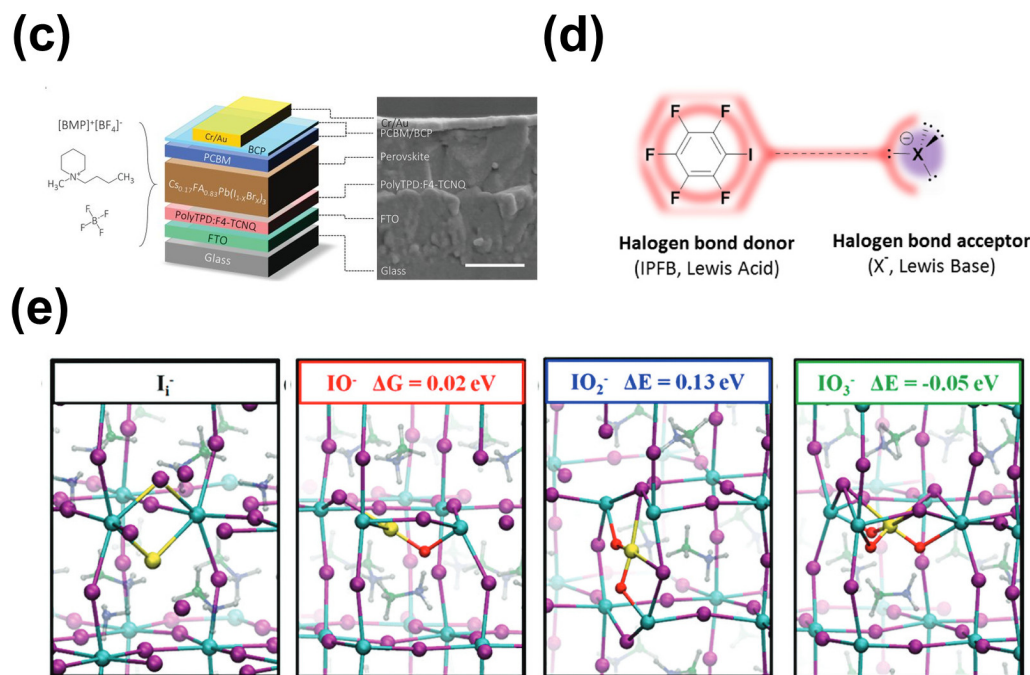 (c)
[BMP]⁺[BF₄]⁻
N⁺
H₃C
CH₃
F
F
B
F
F
Cr/Au
BCP
PCBM
Cs₀.₁₇FA₀.₈₃Pb(I₁₋ₓBrₓ)₃
PolyTPD:F4-TCNQ
FTO
Glass
Cr/Au
PCBM/BCP
Perovskite
PolyTPD:F4-TCNQ
FTO
Glass
(d)
F
F
F
I
F
F
X
Halogen bond donor
(IPFB, Lewis Acid)
Halogen bond acceptor
(X⁻, Lewis Base)
(e)
Iᵢ⁻
IO⁻ ΔG = 0.02 eV
IO₂⁻ ΔE = 0.13 eV
IO₃⁻ ΔE = -0.05 eV